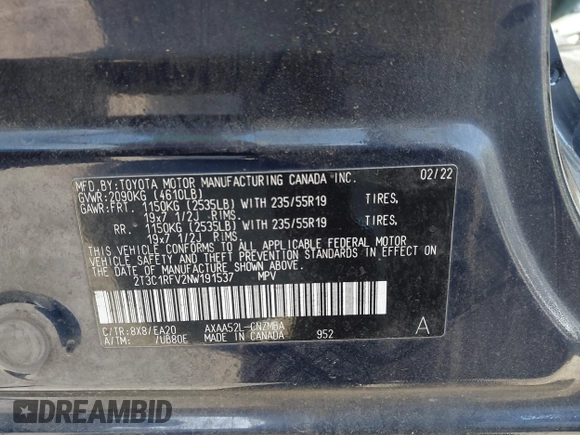 MFD.BY:TOYOTA MOTOR MANUFACTURING CANADA INC. 02/22
GVWR:2090KG (4610LB)
GAWR:FRT. 1150KG (2535LB) WITH 235/55R19 TIRES,
19x7 1/2J RIMS.
RR. 1150KG (2535LB) WITH 235/55R19 TIRES,
19x7 1/2J RIMS.
THIS VEHICLE CONFORMS TO ALL APPLICABLE FEDERAL MOTOR
VEHICLE SAFETY AND THEFT PREVENTION STANDARDS IN EFFECT
ON THE DATE OF MANUFACTURE SHOWN ABOVE.
2T3C1RFV2NW191537 MPV
C/TR:8X8/EA20 AXAA52L-CNZMBA
A/TM: /UB80E MADE IN CANADA 952 A
DREAMBID